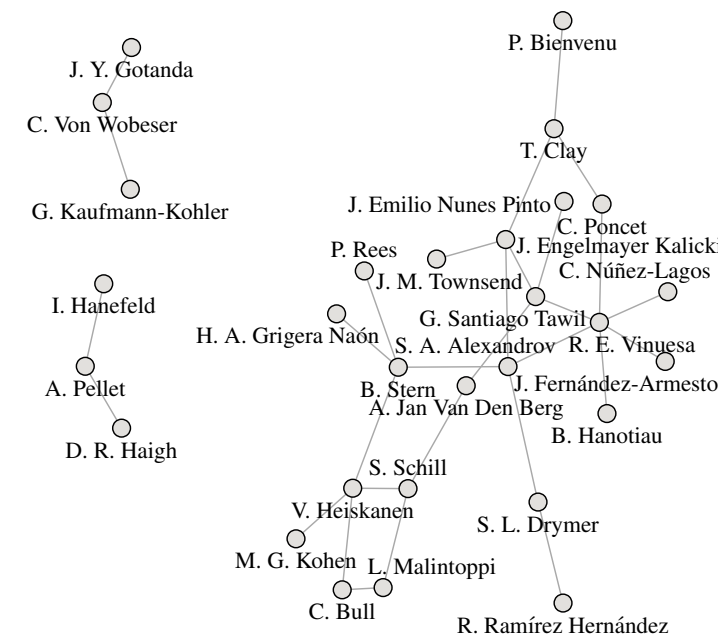 P. Bienvenu
J. Y. Gotanda
C. Von Wobeser
T. Clay
J. Emilio Nunes Pinto
G. Kaufmann-Kohler
C. Poncet
J. Engelmayer Kalicki
P. Rees
C. Núñez-Lagos
J. M. Townsend
I. Hanefeld
G. Santiago Tawil
H. A. Grigera Naón
S. A. Alexandrov
R. E. Vinuesa
A. Pellet
B. Stern
J. Fernández-Armesto
A. Jan Van Den Berg
B. Hanotiau
D. R. Haigh
S. Schill
V. Heiskanen
S. L. Drymer
M. G. Kohen
L. Malintoppi
C. Bull
R. Ramírez Hernández